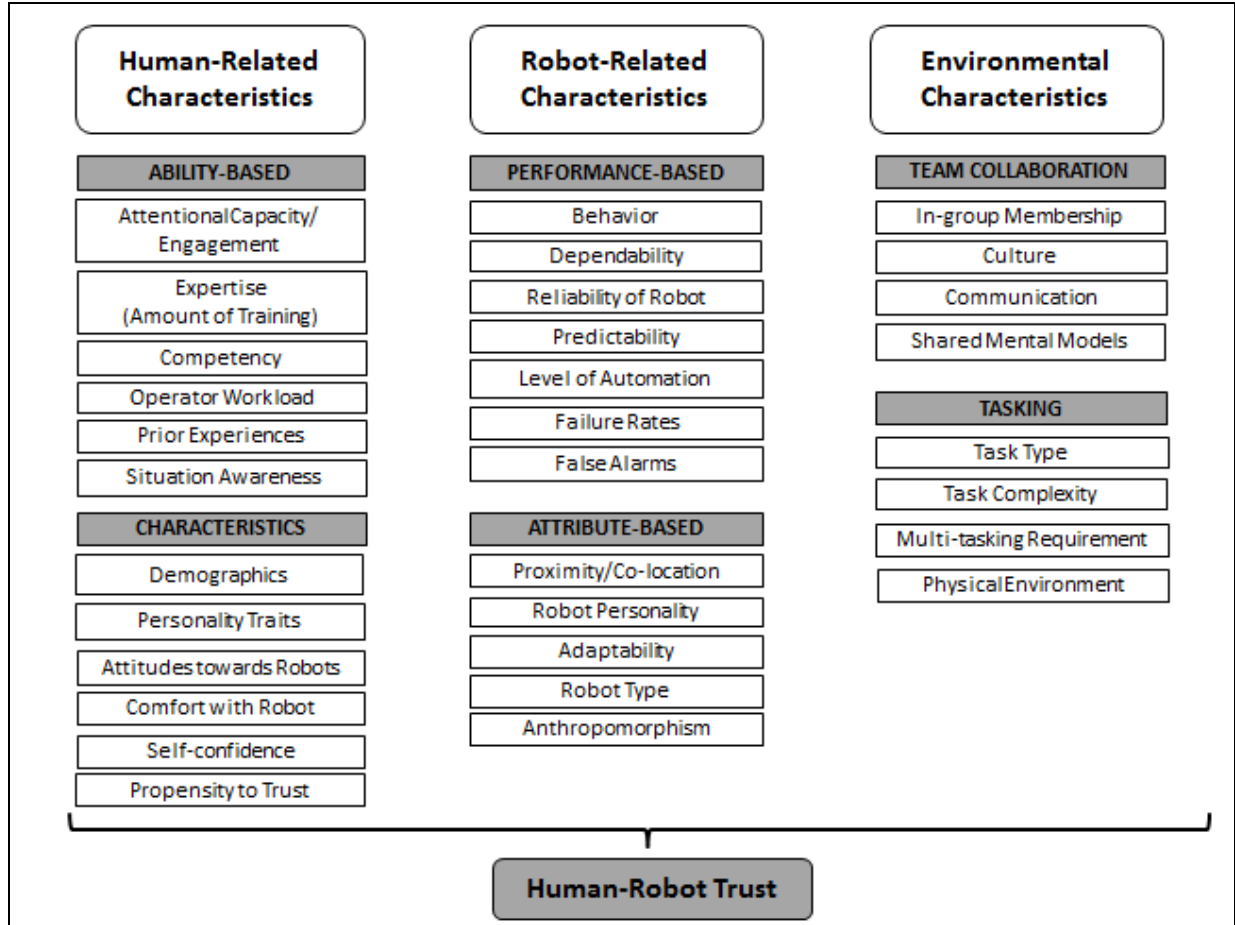 Human-Related
Characteristics
ABILITY-BASED
Attentional Capacity/
Engagement
Expertise
(Amount of Training)
Competency
Operator Workload
Prior Experiences
Situation Awareness
CHARACTERISTICS
Demographics
Personality Traits
Attitudes towards Robots
Comfort with Robot
Self-confidence
Propensity to Trust
Robot-Related
Characteristics
PERFORMANCE-BASED
Behavior
Dependability
Reliability of Robot
Predictability
Level of Automation
Failure Rates
False Alarms
ATTRIBUTE-BASED
Proximity/Co-location
Robot Personality
Adaptability
Robot Type
Anthropomorphism
Environmental
Characteristics
TEAM COLLABORATION
In-group Membership
Culture
Communication
Shared Mental Models
TASKING
Task Type
Task Complexity
Multi-tasking Requirement
Physical Environment
Human-Robot Trust